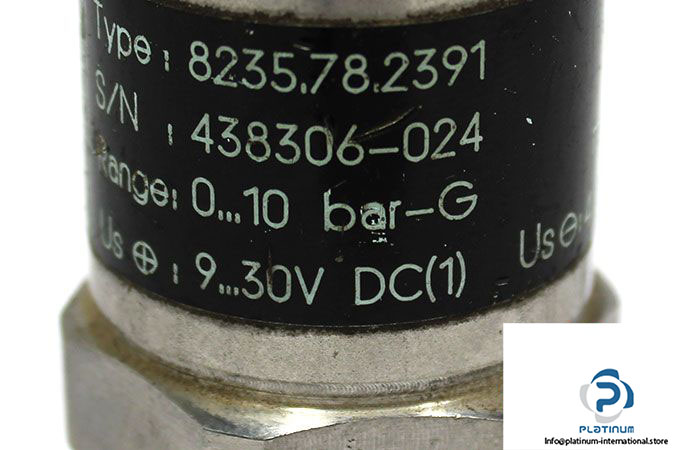 Type : 8235.78.2391
S/N : 438306-024
Range: 0...10 bar-G
Us ⊕ : 9...30V DC(1)
Us ⊖ :
PLATINUM
Info@platinum-international.store